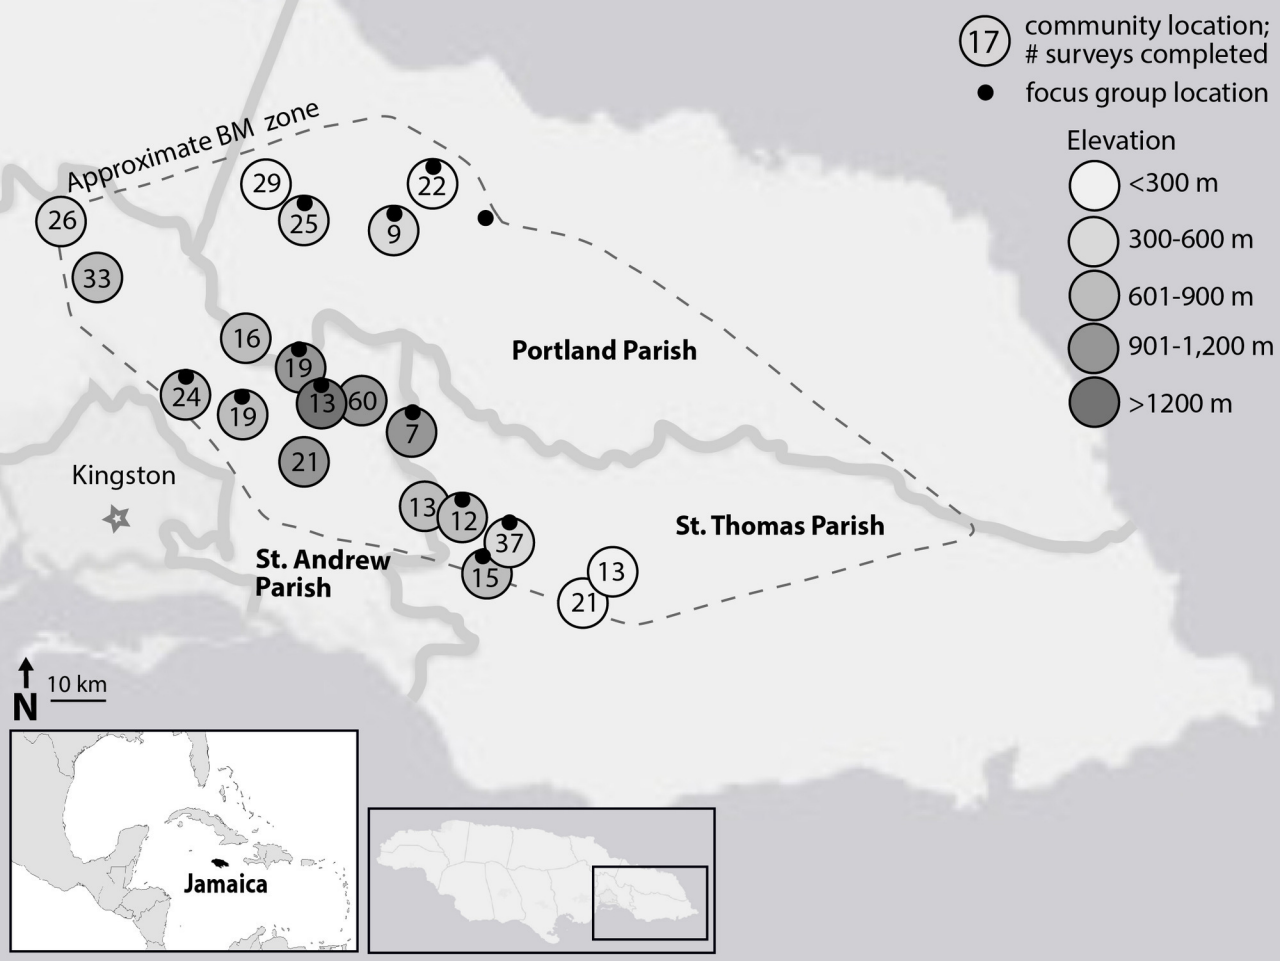 17
community location;
# surveys completed
focus group location
Elevation
<300 m
300-600 m
601-900 m
901-1,200 m
>1200 m
Approximate BM zone
29
22
25
9
26
33
16
19
24
19
13
60
7
21
Portland Parish
Kingston
13
12
37
15
13
21
St. Thomas Parish
St. Andrew
Parish
N
10 km
Jamaica